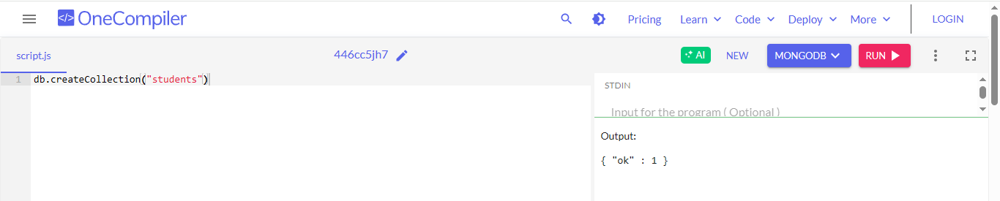 </> OneCompiler
Pricing
Learn
Code
Deploy
More
LOGIN
script.js
446cc5jh7
AI
NEW
MONGODB
RUN
1 db.createCollection("students")
STDIN
Input for the program ( Optional )
Output:
{ "ok" : 1 }